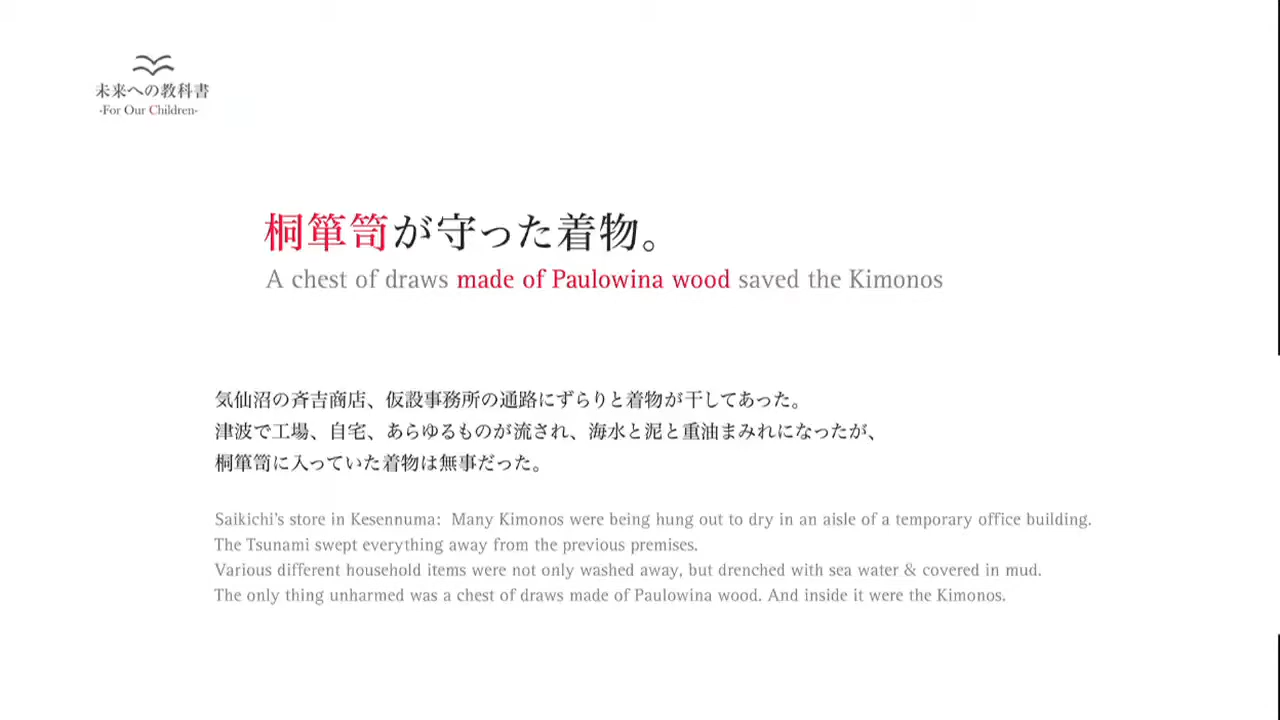 未来への教科書
-For Our Children-
桐箪笥が守った着物。
A chest of draws made of Paulowina wood saved the Kimonos
気仙沼の斉吉商店、仮設事務所の通路にずらりと着物が干してあった。
津波で工場、自宅、あらゆるものが流され、海水と泥と重油まみれになったが、
桐箪笥に入っていた着物は無事だった。
Saikichi's store in Kesennuma: Many Kimonos were being hung out to dry in an aisle of a temporary office building.
The Tsunami swept everything away from the previous premises.
Various different household items were not only washed away, but drenched with sea water & covered in mud.
The only thing unharmed was a chest of draws made of Paulowina wood. And inside it were the Kimonos.